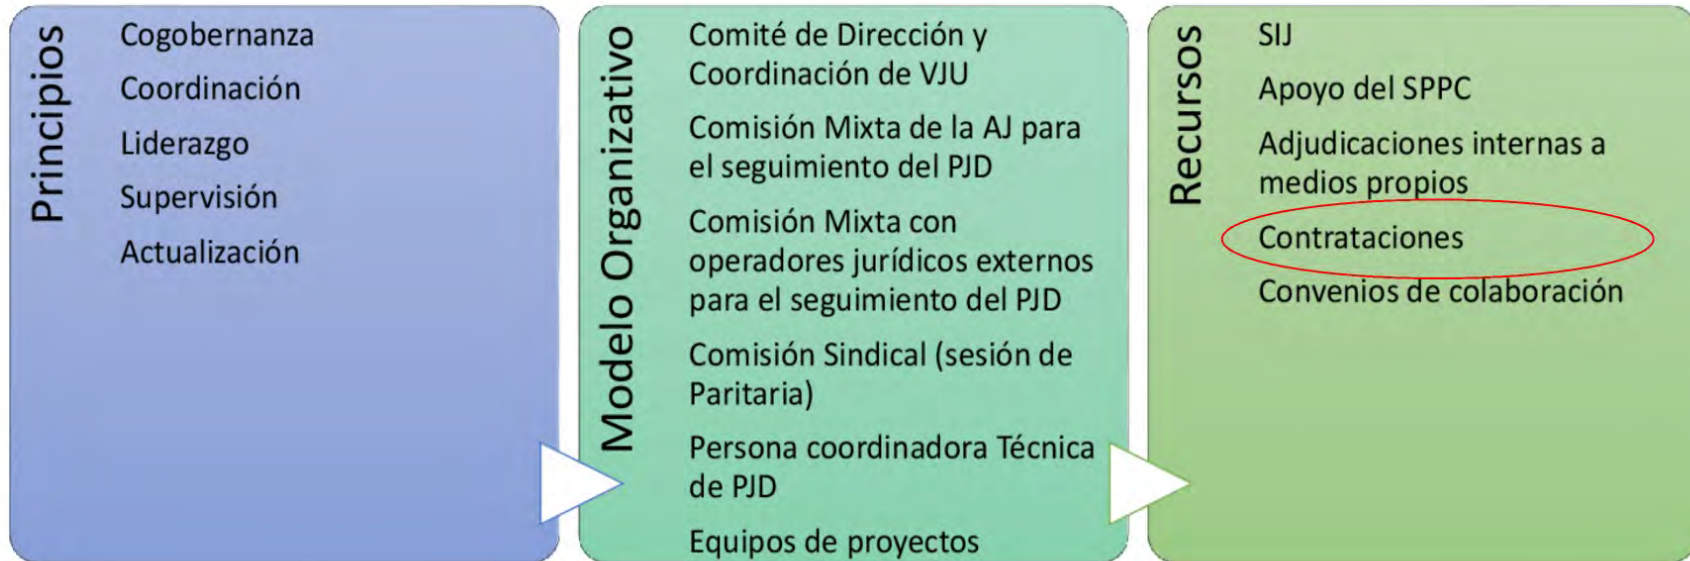 Principios
Cogobernanza
Coordinación
Liderazgo
Supervisión
Actualización
Modelo Organizativo
Comité de Dirección y
Coordinación de VJU
Comisión Mixta de la AJ para
el seguimiento del PJD
Comisión Mixta con
operadores jurídicos externos
para el seguimiento del PJD
Comisión Sindical (sesión de
Paritaria)
Persona coordinadora Técnica
de PJD
Equipos de proyectos
Recursos
SIJ
Apoyo del SPPC
Adjudicaciones internas a
medios propios
Contrataciones
Convenios de colaboración